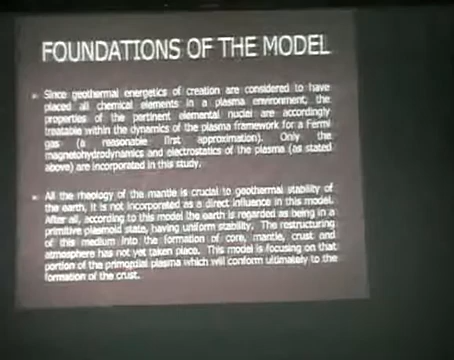 FOUNDATIONS OF THE MODEL
Since geothermal energetics of creation are considered to have
placed all chemical elements in a plasma environment, the
properties of the pertinent elemental nuclei are accordingly
treatable within the dynamics of the plasma framework for a Fermi
gas (a reasonable first approximation). Only the
magnetohydrodynamics and electrostatics of the plasma (as stated
above) are incorporated in this study.
All the rheology of the mantle is crucial to geothermal stability of
the earth, it is not incorporated as a direct influence in this model.
After all, according to this model the earth is regarded as being in a
primitive plasmoid state, having uniform stability. The restructuring
of this medium into the formation of core, mantle, crust and
atmosphere has not yet taken place. This model is focusing on that
portion of the primordial plasma which will conform ultimately to the
formation of the crust.